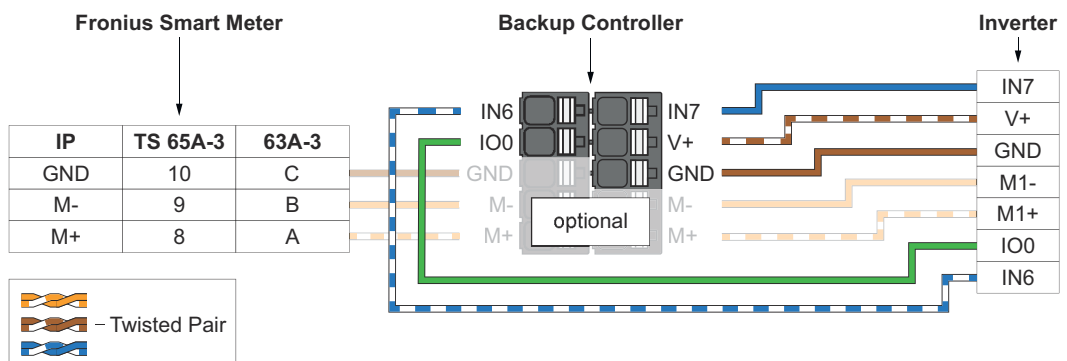 Fronius Smart Meter
Backup Controller
Inverter
IP TS 65A-3 63A-3
GND 10 C
M- 9 B
M+ 8 A
IN6
IO0
GND
M-
M+
optional
IN7
V+
GND
M-
M+
IN7
V+
GND
M1-
M1+
IO0
IN6
Twisted Pair